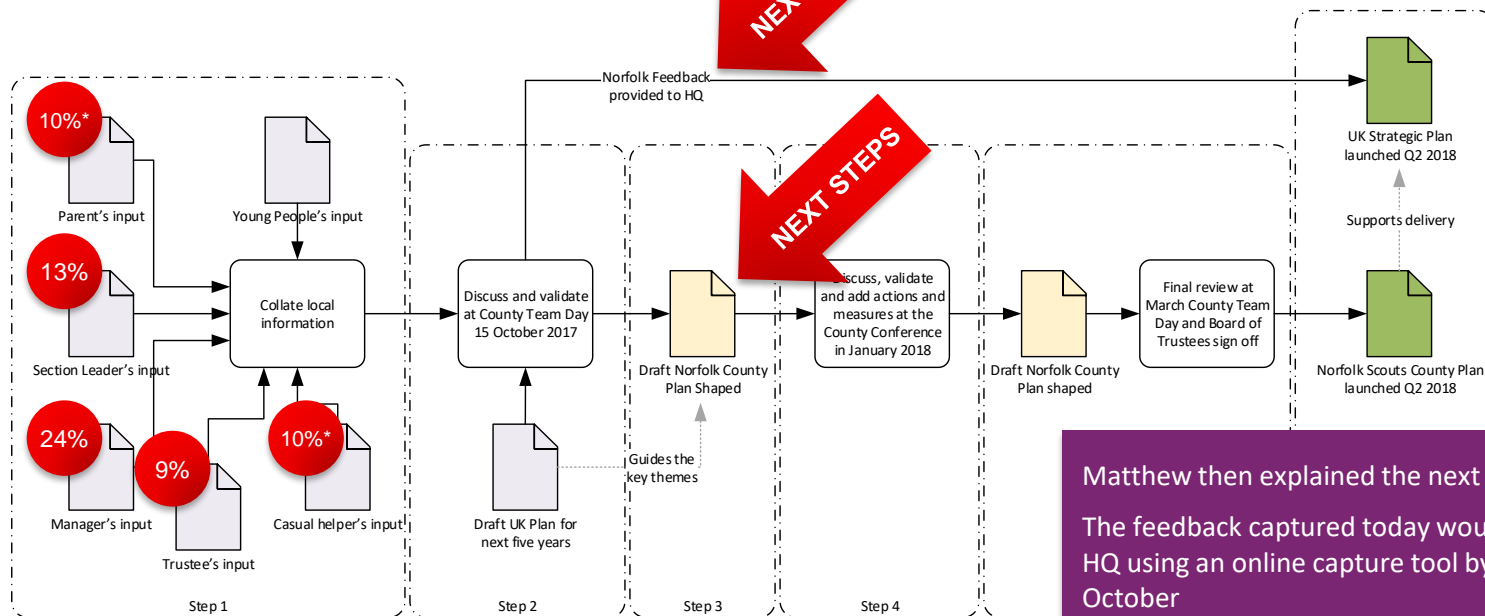 NEXT STEPS
Norfolk Feedback
provided to HQ
10%*
Parent's input
Young People's input
UK Strategic Plan
launched Q2 2018
Supports delivery
13%
Section Leader's input
Collate local
information
Discuss and validate
at County Team Day
15 October 2017
Draft Norfolk County
Plan Shaped
Discuss, validate
and add actions and
measures at the
County Conference
in January 2018
Draft Norfolk County
Plan shaped
Final review at
March County Team
Day and Board of
Trustees sign off
Norfolk Scouts County Plan
launched Q2 2018
24%
Manager's input
9%
Trustee's input
10%*
Casual helper's input
Draft UK Plan for
next five years
Guides the
key themes
Step 1
Step 2
Step 3
Step 4
Matthew then explained the next
The feedback captured today
HQ using an online capture tool by
October